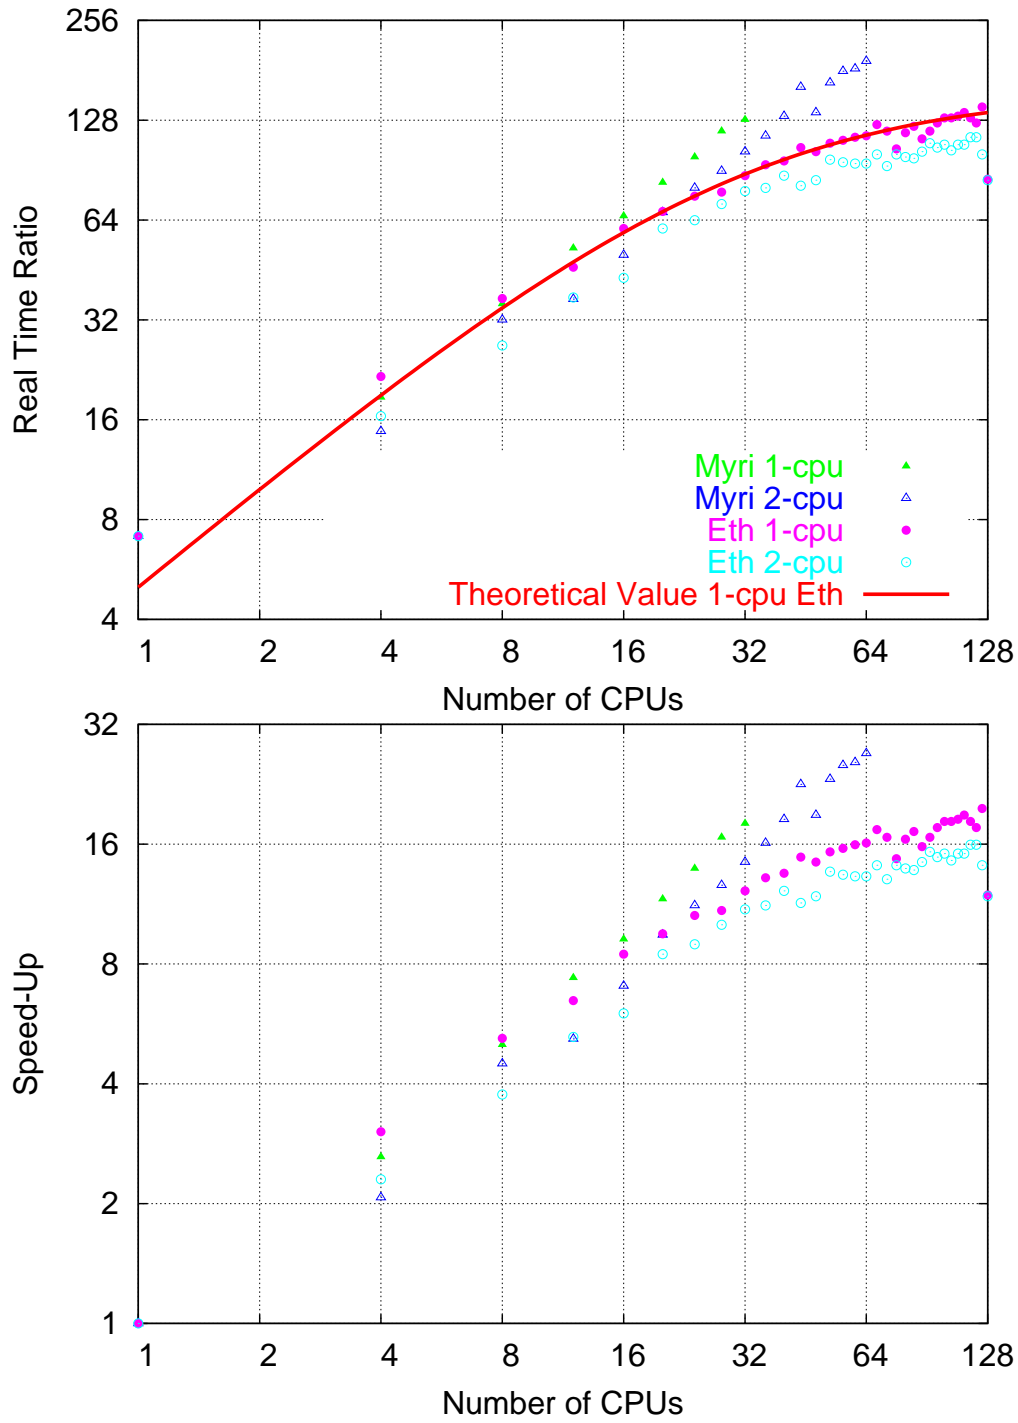 256
128
64
32
16
8
4
Real Time Ratio
Myri 1-cpu
Myri 2-cpu
Eth 1-cpu
Eth 2-cpu
Theoretical Value 1-cpu Eth
1 2 4 8 16 32 64 128
Number of CPUs
32
16
8
4
2
1
Speed-Up
1 2 4 8 16 32 64 128
Number of CPUs